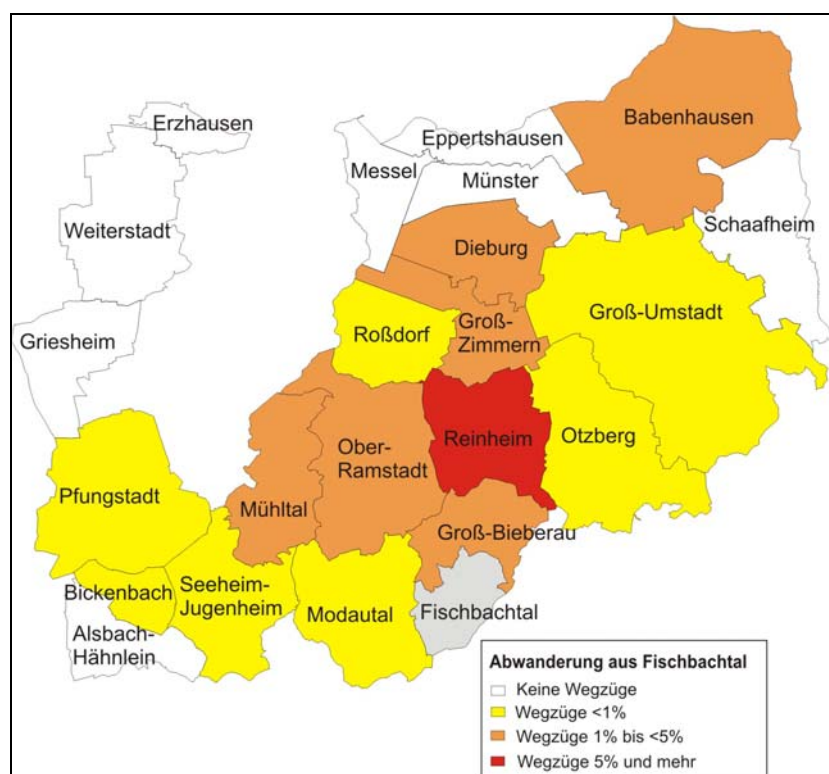 Erzhausen
Eppertshausen
Babenhausen
Messel
Münster
Weiterstadt
Schaafheim
Dieburg
Groß-Umstadt
Griesheim
Roßdorf
Groß-
Zimmern
Reinheim
Otzberg
Ober-
Ramstadt
Pfungstadt
Mühltal
Groß-Bieberau
Bickenbach
Seeheim-
Jugenheim
Modautal
Fischbachtal
Alsbach-
Hähnlein
Abwanderung aus Fischbachtal
Keine Wegzüge
Wegzüge <1%
Wegzüge 1% bis <5%
Wegzüge 5% und mehr